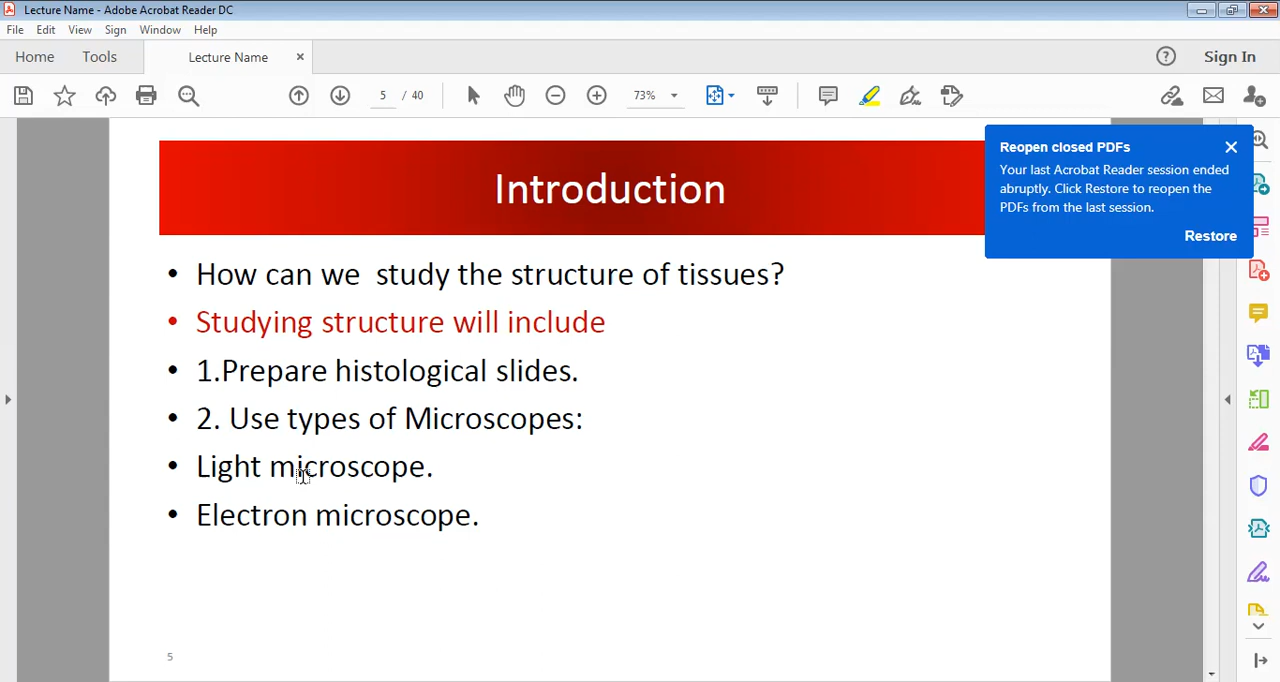 Lecture Name - Adobe Acrobat Reader DC
File Edit View Sign Window Help
Home Tools Lecture Name × ? Sign In
5 / 40 73%
Introduction
Reopen closed PDFs
Your last Acrobat Reader session ended
abruptly. Click Restore to reopen the
PDFs from the last session.
Restore
• How can we  study the structure of tissues?
• Studying structure will include
• 1.Prepare histological slides.
• 2. Use types of Microscopes:
• Light microscope.
• Electron microscope.
5